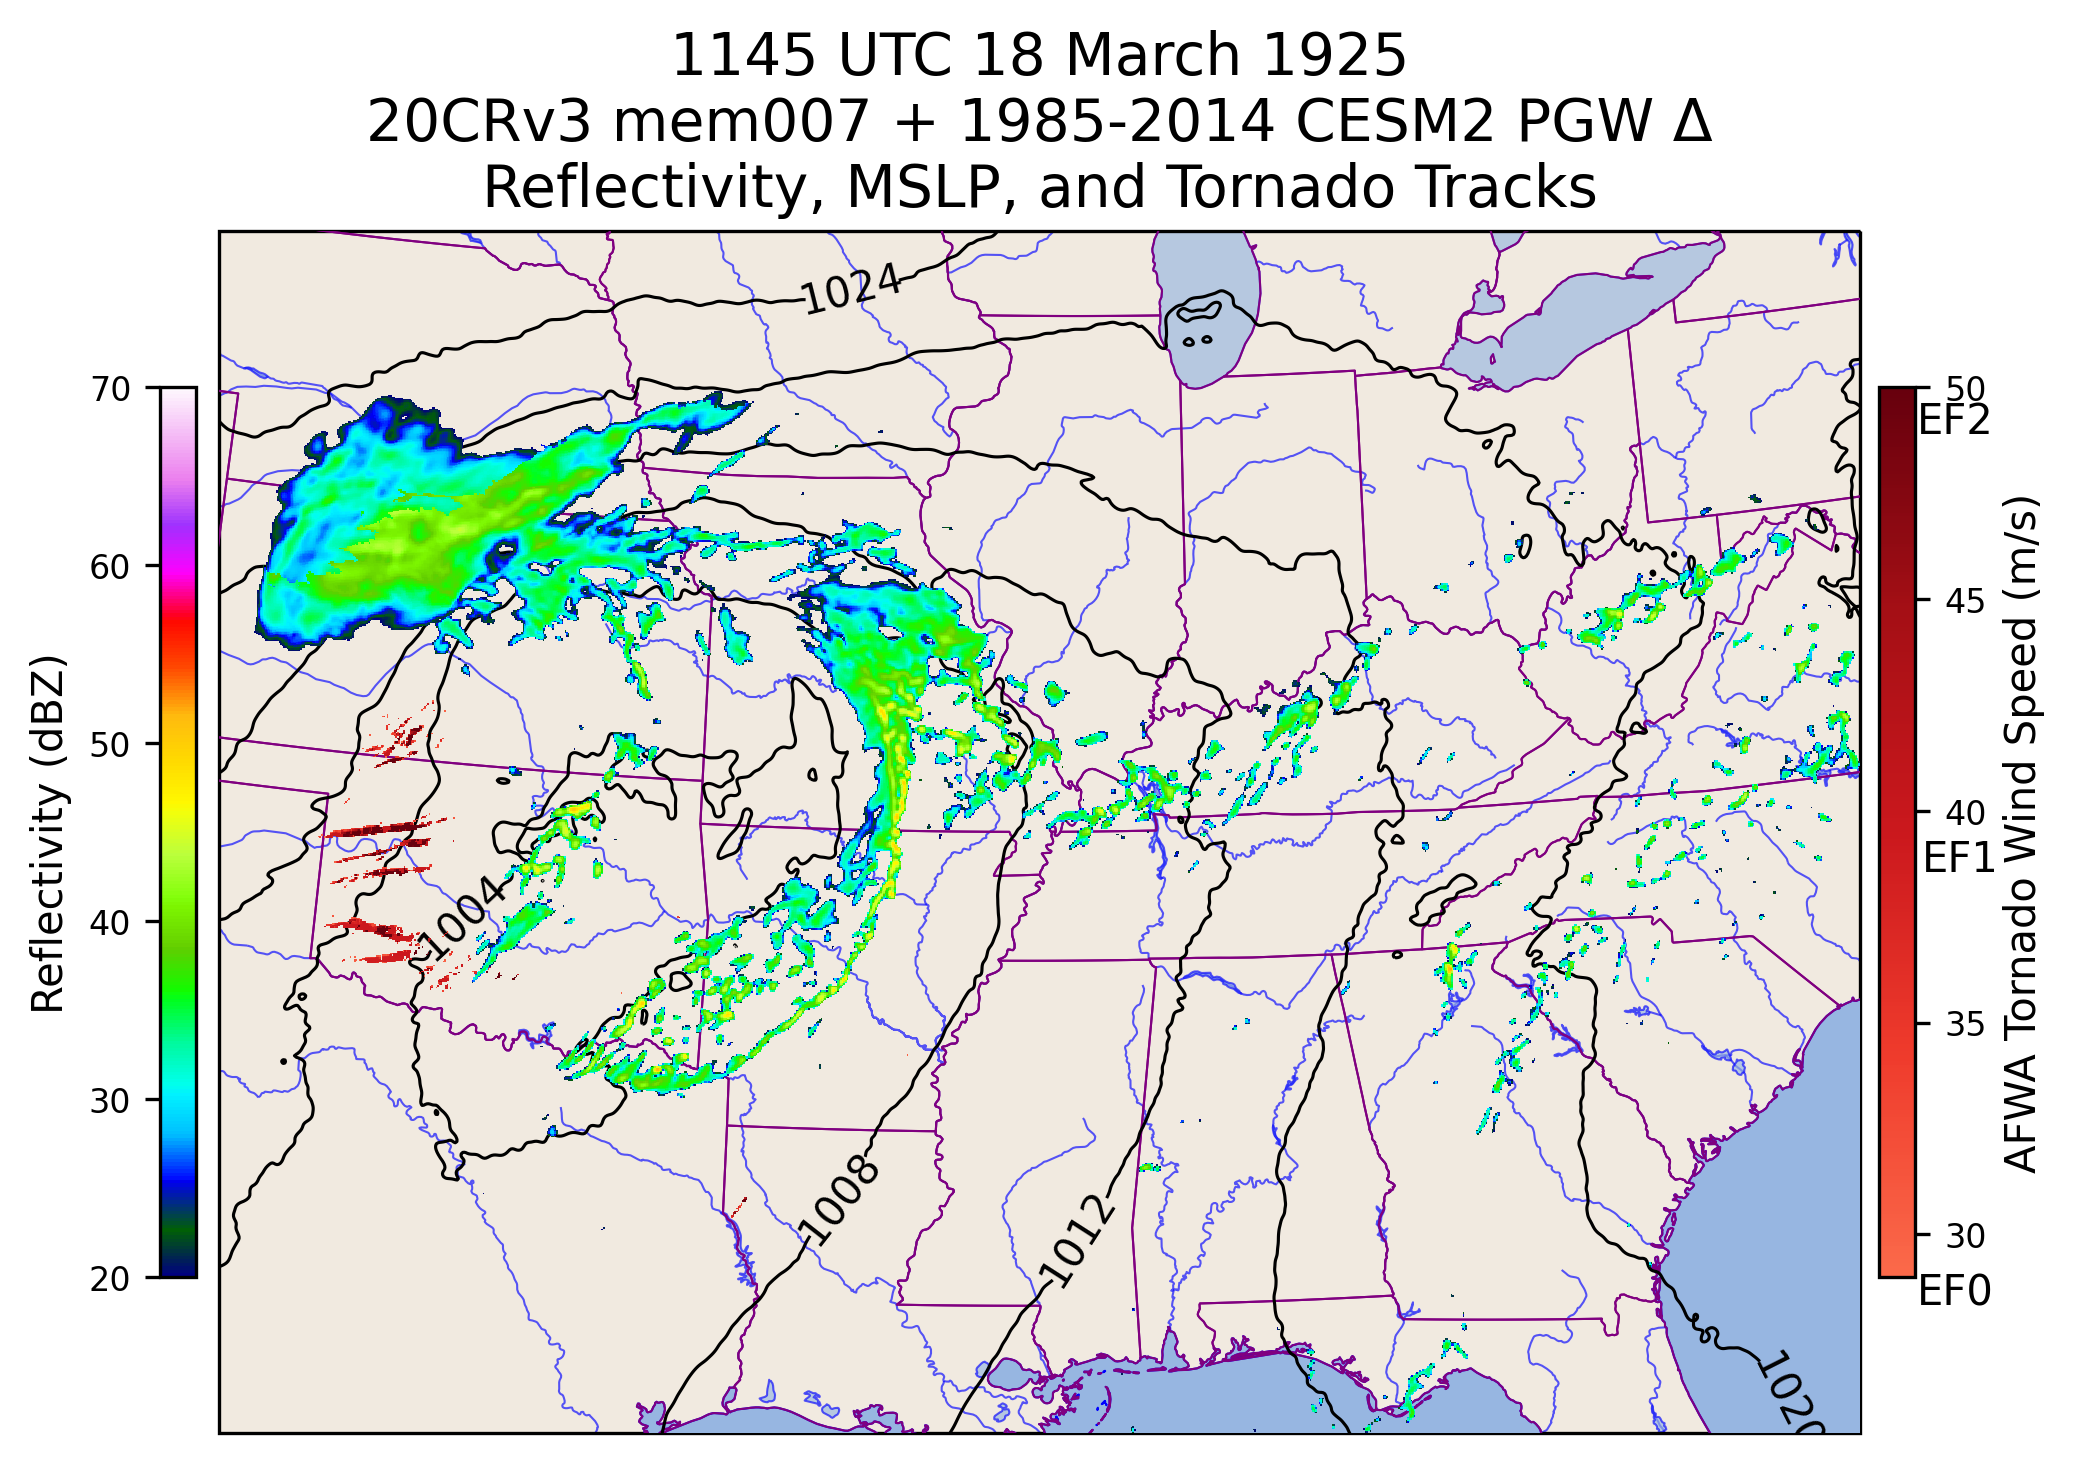 1145 UTC 18 March 1925
20CRv3 mem007 + 1985-2014 CESM2 PGW Δ
Reflectivity, MSLP, and Tornado Tracks
1024
1004
1008
1012
1020
70
60
50
40
30
20
Reflectivity (dBZ)
50
EF2
45
40
EF1
35
30
EF0
AFWA Tornado Wind Speed (m/s)